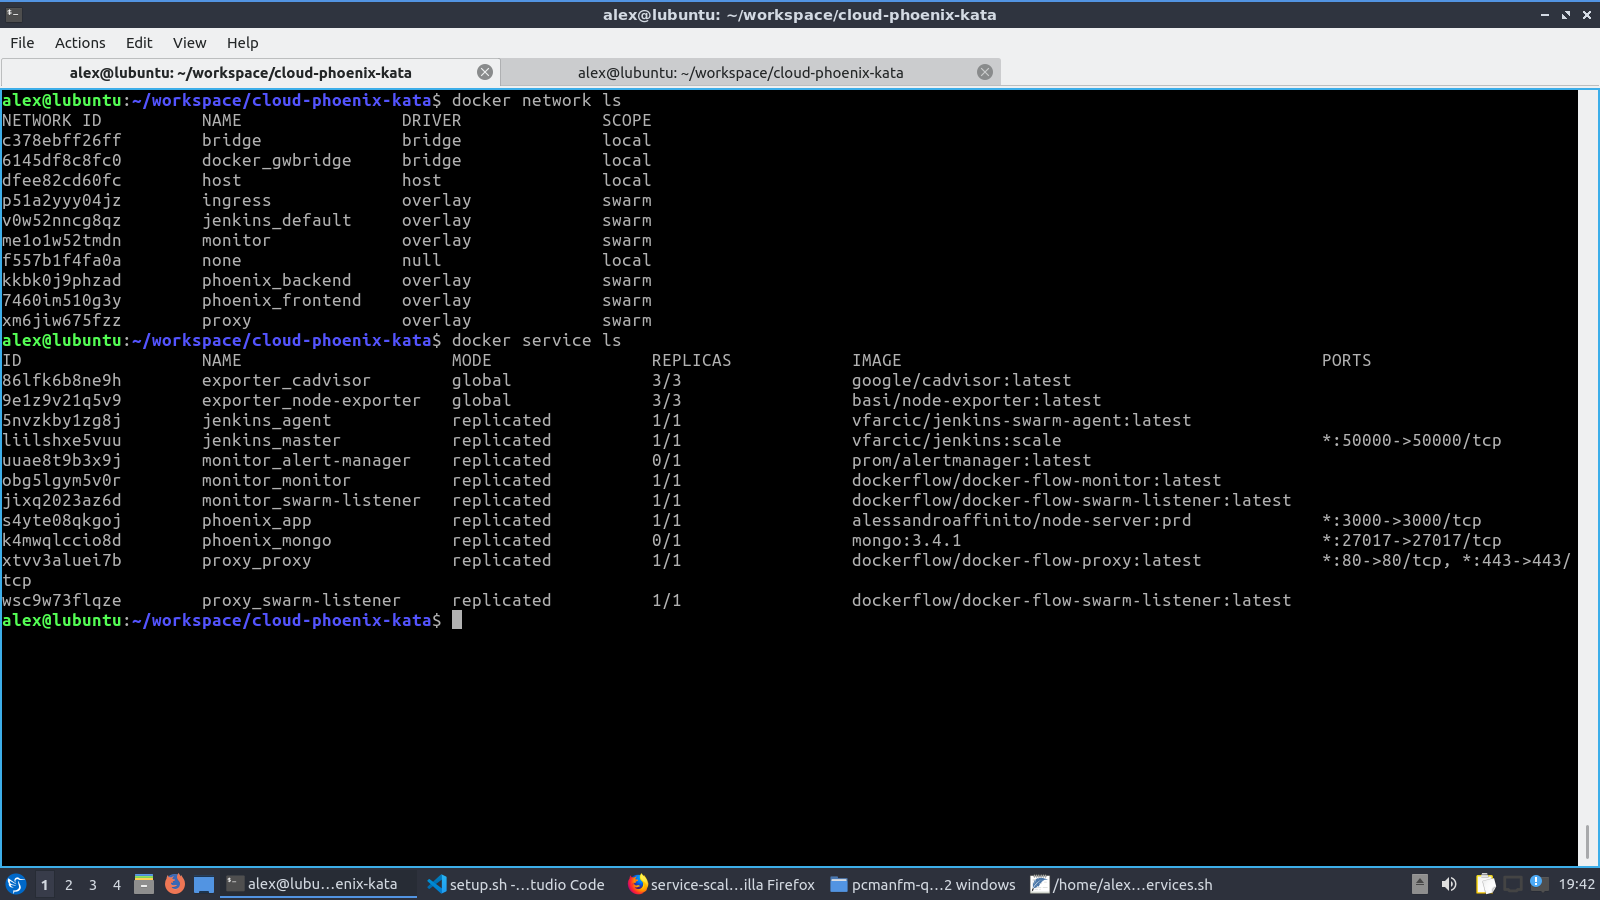 alex@lubuntu: ~/workspace/cloud-phoenix-kata
File Actions Edit View Help
alex@lubuntu: ~/workspace/cloud-phoenix-kata alex@lubuntu: ~/workspace/cloud-phoenix-kata
alex@lubuntu:~/workspace/cloud-phoenix-kata$ docker network ls
NETWORK ID NAME DRIVER SCOPE
c378ebff26ff bridge bridge local
6145df8c8fc0 docker_gwbridge bridge local
dfee82cd60fc host host local
p51a2yyy04jz ingress overlay swarm
v0w52nncg8qz jenkins_default overlay swarm
me1o1w52tmdn monitor overlay swarm
f557b1f4fa0a none null local
kkbk0j9phzad phoenix_backend overlay swarm
7460im510g3y phoenix_frontend overlay swarm
xm6jiw675fzz proxy overlay swarm
alex@lubuntu:~/workspace/cloud-phoenix-kata$ docker service ls
ID NAME MODE REPLICAS IMAGE PORTS
86lfk6b8ne9h exporter_cadvisor global 3/3 google/cadvisor:latest
9e1z9v21q5v9 exporter_node-exporter global 3/3 basi/node-exporter:latest
5nvzkby1zg8j jenkins_agent replicated 1/1 vfarcic/jenkins-swarm-agent:latest
liilshxe5vuu jenkins_master replicated 1/1 vfarcic/jenkins:scale *:50000->50000/tcp
uuae8t9b3x9j monitor_alert-manager replicated 0/1 prom/alertmanager:latest
obg5lgym5v0r monitor_monitor replicated 1/1 dockerflow/docker-flow-monitor:latest
jixq2023az6d monitor_swarm-listener replicated 1/1 dockerflow/docker-flow-swarm-listener:latest
s4yte08qkgoj phoenix_app replicated 1/1 alessandroaffinito/node-server:prd *:3000->3000/tcp
k4mwqlccio8d phoenix_mongo replicated 0/1 mongo:3.4.1 *:27017->27017/tcp
xtvv3aluei7b proxy_proxy replicated 1/1 dockerflow/docker-flow-proxy:latest *:80->80/tcp, *:443->443/
tcp
wsc9w73flqze proxy_swarm-listener replicated 1/1 dockerflow/docker-flow-swarm-listener:latest
alex@lubuntu:~/workspace/cloud-phoenix-kata$
1 2 3 4 alex@lubu…enix-kata setup.sh -…tudio Code service-scal…illa Firefox pcmanfm-q…2 windows /home/alex…ervices.sh 19:42